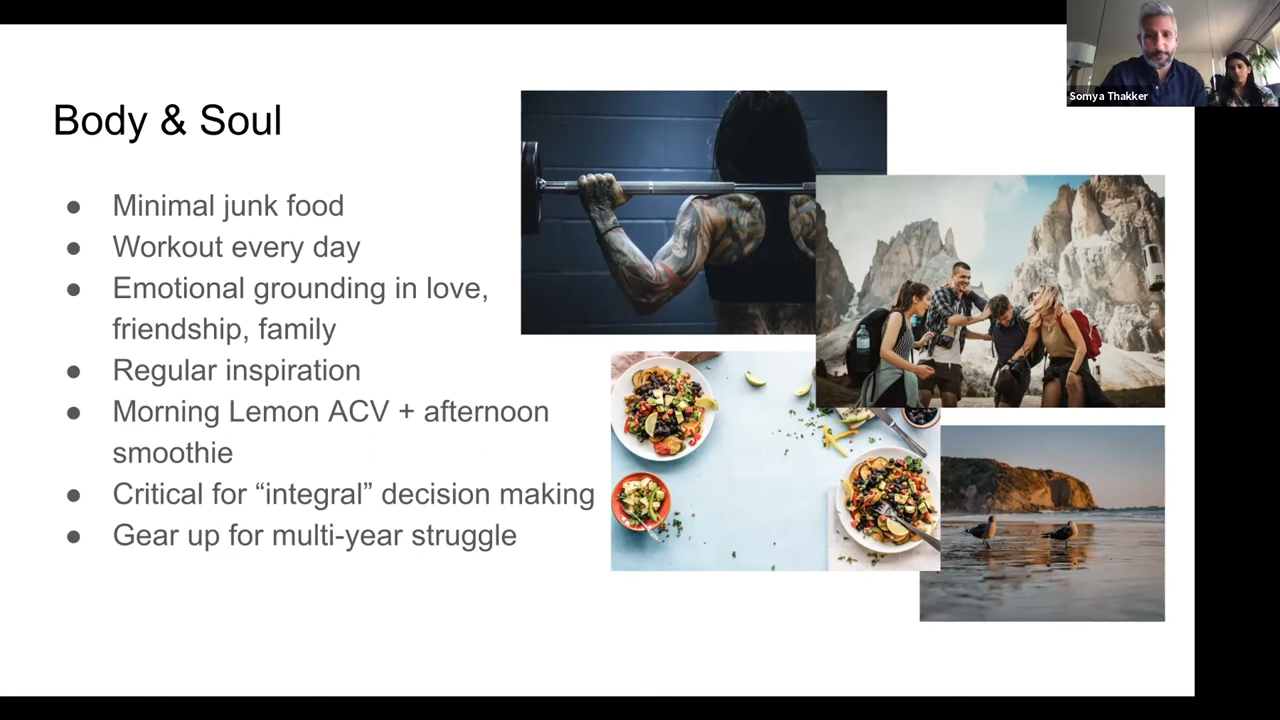 Somya Thakker
Body & Soul
● Minimal junk food
● Workout every day
● Emotional grounding in love,
friendship, family
● Regular inspiration
● Morning Lemon ACV + afternoon
smoothie
● Critical for “integral” decision making
● Gear up for multi-year struggle